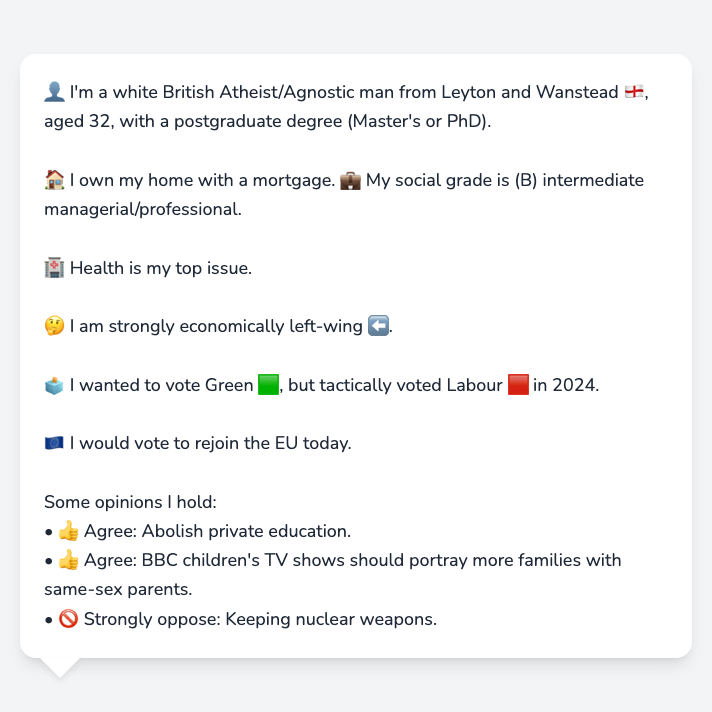 👤 I'm a white British Atheist/Agnostic man from Leyton and Wanstead 🏴󠁧󠁢󠁥󠁮󠁧󠁿,
aged 32, with a postgraduate degree (Master's or PhD).
🏠 I own my home with a mortgage. 💼 My social grade is (B) intermediate
managerial/professional.
🏥 Health is my top issue.
🤔 I am strongly economically left-wing ⬅️.
🗳️ I wanted to vote Green 🟩, but tactically voted Labour 🟥 in 2024.
🇪🇺 I would vote to rejoin the EU today.
Some opinions I hold:
• 👍 Agree: Abolish private education.
• 👍 Agree: BBC children's TV shows should portray more families with
same-sex parents.
• 🚫 Strongly oppose: Keeping nuclear weapons.